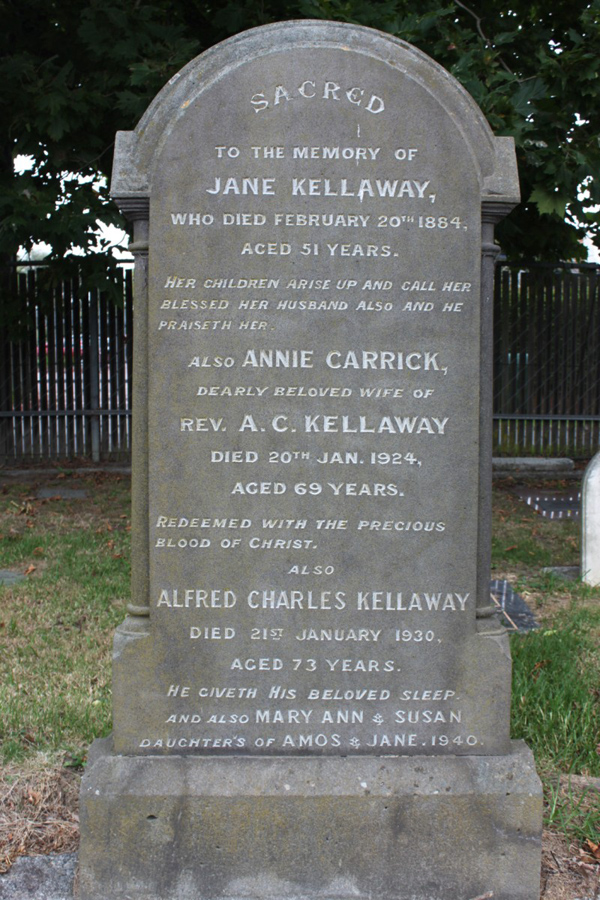 SACRED
TO THE MEMORY OF
JANE KELLAWAY,
WHO DIED FEBRUARY 20TH 1884,
AGED 51 YEARS.
HER CHILDREN ARISE UP AND CALL HER
BLESSED HER HUSBAND ALSO AND HE
PRAISETH HER.
ALSO ANNIE CARRICK,
DEARLY BELOVED WIFE OF
REV. A. C. KELLAWAY
DIED 20TH JAN. 1924,
AGED 69 YEARS.
REDEEMED WITH THE PRECIOUS
BLOOD OF CHRIST.
ALSO
ALFRED CHARLES KELLAWAY
DIED 21ST JANUARY 1930,
AGED 73 YEARS.
HE GIVETH HIS BELOVED SLEEP.
AND ALSO MARY ANN & SUSAN
DAUGHTER'S OF AMOS & JANE. 1940.